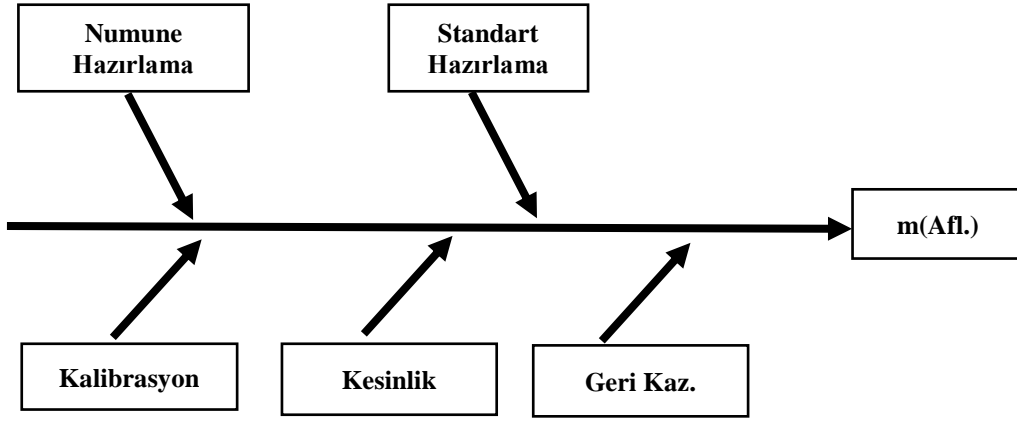 Numune
Hazırlama
Standart
Hazırlama
m(Afl.)
Kalibrasyon
Kesinlik
Geri Kaz.